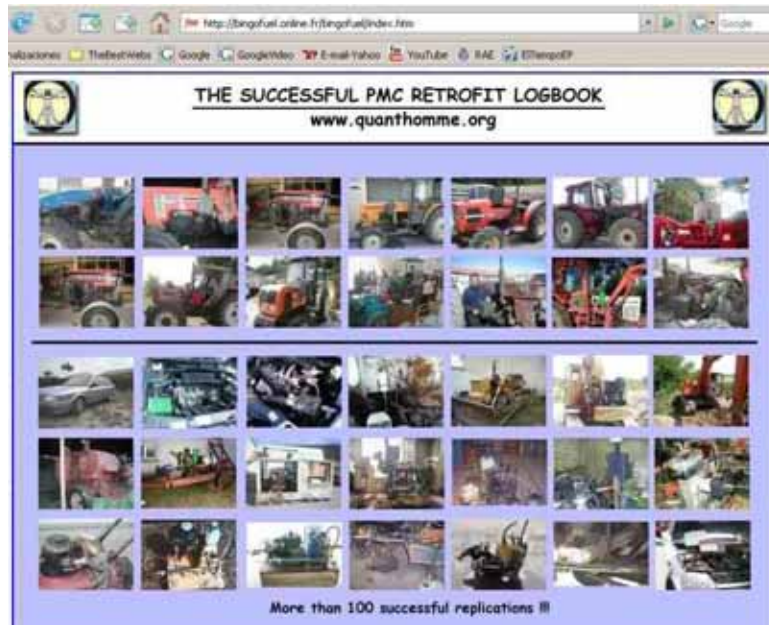 http://bingofuel.online.fr/bingofuel/index.htm Google
nalizaciones TheBestWebs Google GoogleVideo E-mail-Yahoo YouTube RAE ElTiempoEP
THE SUCCESSFUL PMC RETROFIT LOGBOOK
www.quanthomme.org
More than 100 successful replications !!!